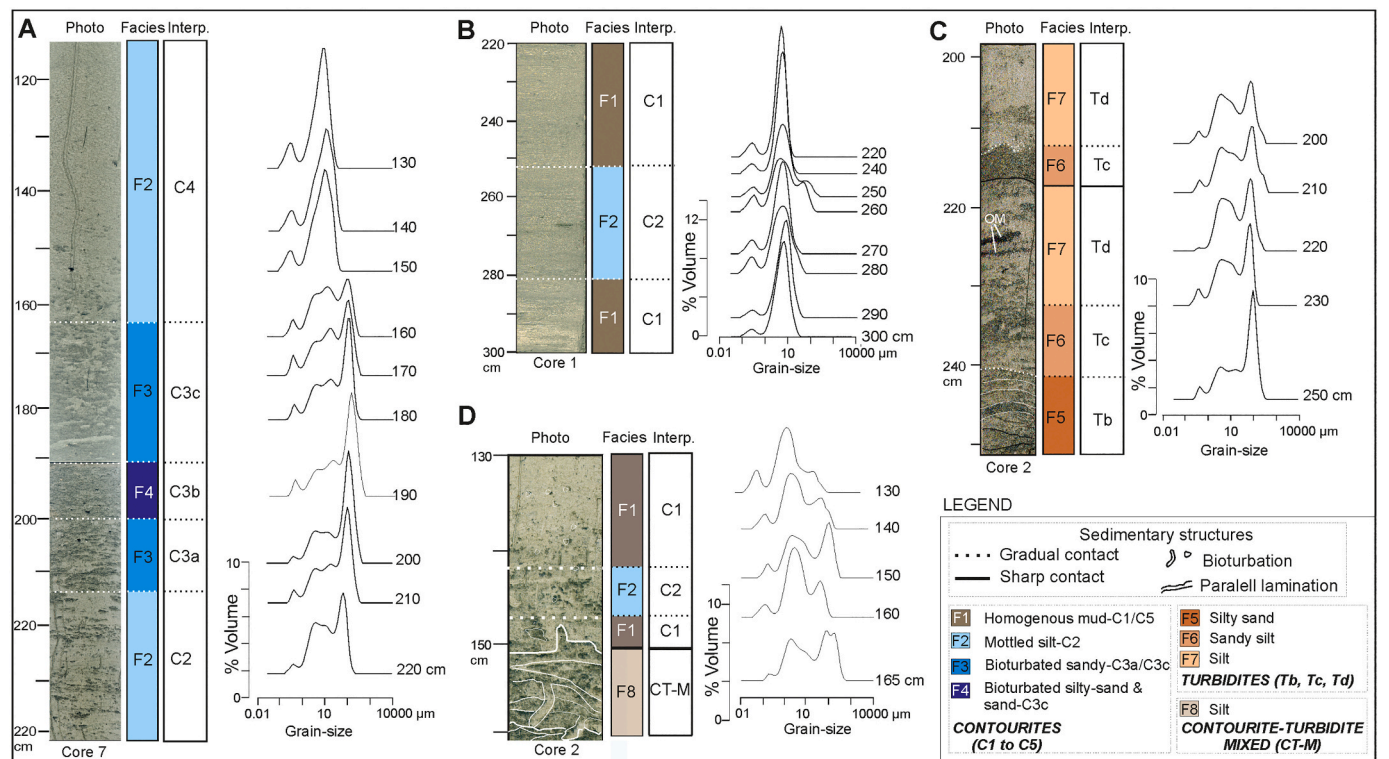 A
Photo
Facies
Interp.
120
140
160
180
200
220
cm
Core 7
F2
F3
F4
F3
F2
C4
C3c
C3b
C3a
C2
130
140
150
160
170
180
190
200
210
220 cm
10
% Volume
0
0.01
10
10000 µm
Grain-size
B
Photo
Facies
Interp.
220
240
260
280
300
cm
Core 1
F1
F2
F1
C1
C2
C1
220
240
250
260
270
280
290
300 cm
12
% Volume
0
0.01
10
10000 µm
Grain-size
C
Photo
Facies
Interp.
200
220
240
cm
OM
Core 2
F7
F6
F7
F6
F5
Td
Tc
Td
Tc
Tb
200
210
220
230
250 cm
10
% Volume
0
0.01
10
10000 µm
Grain-size
D
Photo
Facies
Interp.
130
150
cm
Core 2
F1
F2
F1
F8
C1
C2
C1
CT-M
130
140
150
160
165 cm
10
% Volume
0
0.01
10
10000 µm
Grain-size
LEGEND
Sedimentary structures
Gradual contact
Sharp contact
Bioturbation
Paralell lamination
F1 Homogenous mud-C1/C5
F2 Mottled silt-C2
F3 Bioturbated sandy-C3a/C3c
F4 Bioturbated silty-sand &
sand-C3c
CONTOURITES
(C1 to C5)
F5 Silty sand
F6 Sandy silt
F7 Silt
TURBIDITES (Tb, Tc, Td)
F8 Silt
CONTOURITE-TURBIDITE
MIXED (CT-M)